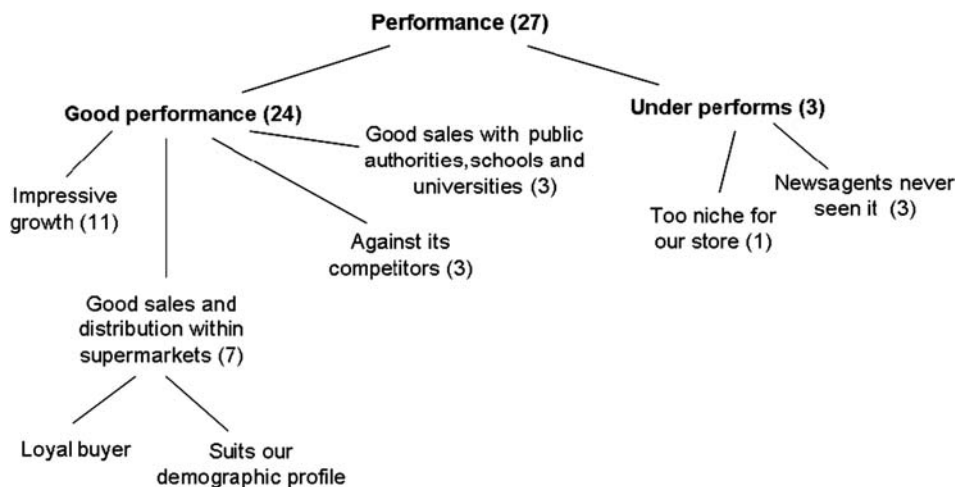 Performance (27)
Good performance (24)
Under performs (3)
Good sales with public
authorities,schools and
universities (3)
Impressive
growth (11)
Against its
competitors (3)
Too niche for
our store (1)
Newsagents never
seen it (3)
Good sales and
distribution within
supermarkets (7)
Loyal buyer
Suits our
demographic profile